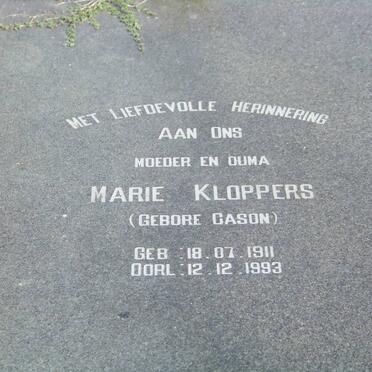 MET LIEFDEVOLLE HERINNERING
AAN ONS
MOEDER EN OUMA
MARIE KLOPPERS
(GEBORE CASON)
GEB : 18.07.1911
OORL : 12.12.1993